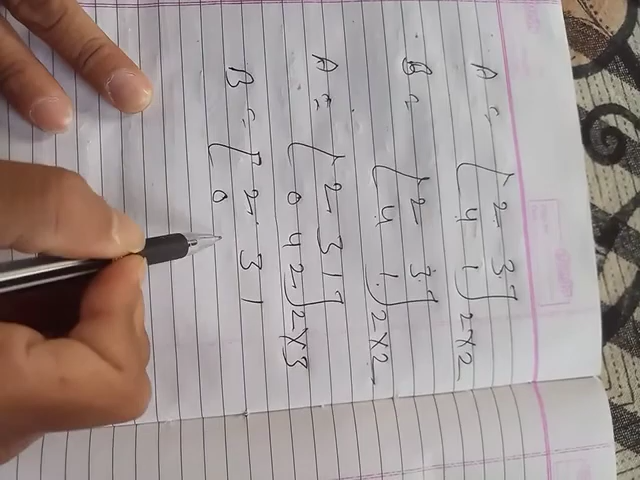 A = [ 2 3 ]
[ 4 1 ] 2×2
B = [ 2 3 ]
[ 4 1 ] 2×2
A = [ 2 3 1 ]
[ 0 4 2 ] 2×3
B = [ 2 3 1
[ 0